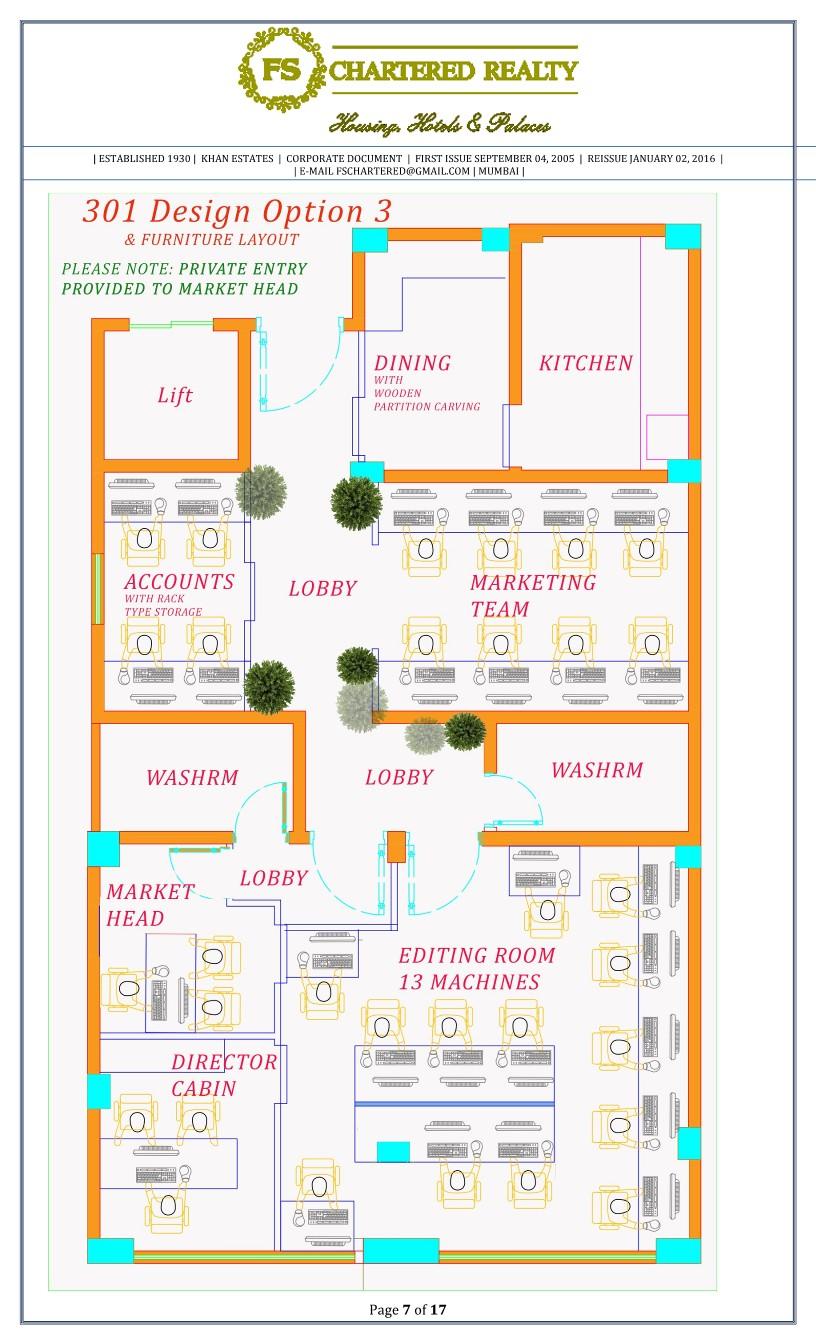 FS CHARTERED REALTY
Housing, Hotels & Palaces
| ESTABLISHED 1930 | KHAN ESTATES | CORPORATE DOCUMENT | FIRST ISSUE SEPTEMBER 04, 2005 | REISSUE JANUARY 02, 2016 |
| E-MAIL FSCHARTERED@GMAIL.COM | MUMBAI |
301 Design Option 3
& FURNITURE LAYOUT
PLEASE NOTE: PRIVATE ENTRY
PROVIDED TO MARKET HEAD
DINING
WITH
WOODEN
PARTITION CARVING
KITCHEN
Lift
ACCOUNTS
WITH RACK
TYPE STORAGE
LOBBY
MARKETING
TEAM
WASHRM
LOBBY
WASHRM
MARKET
HEAD
LOBBY
EDITING ROOM
13 MACHINES
DIRECTOR
CABIN
Page 7 of 17